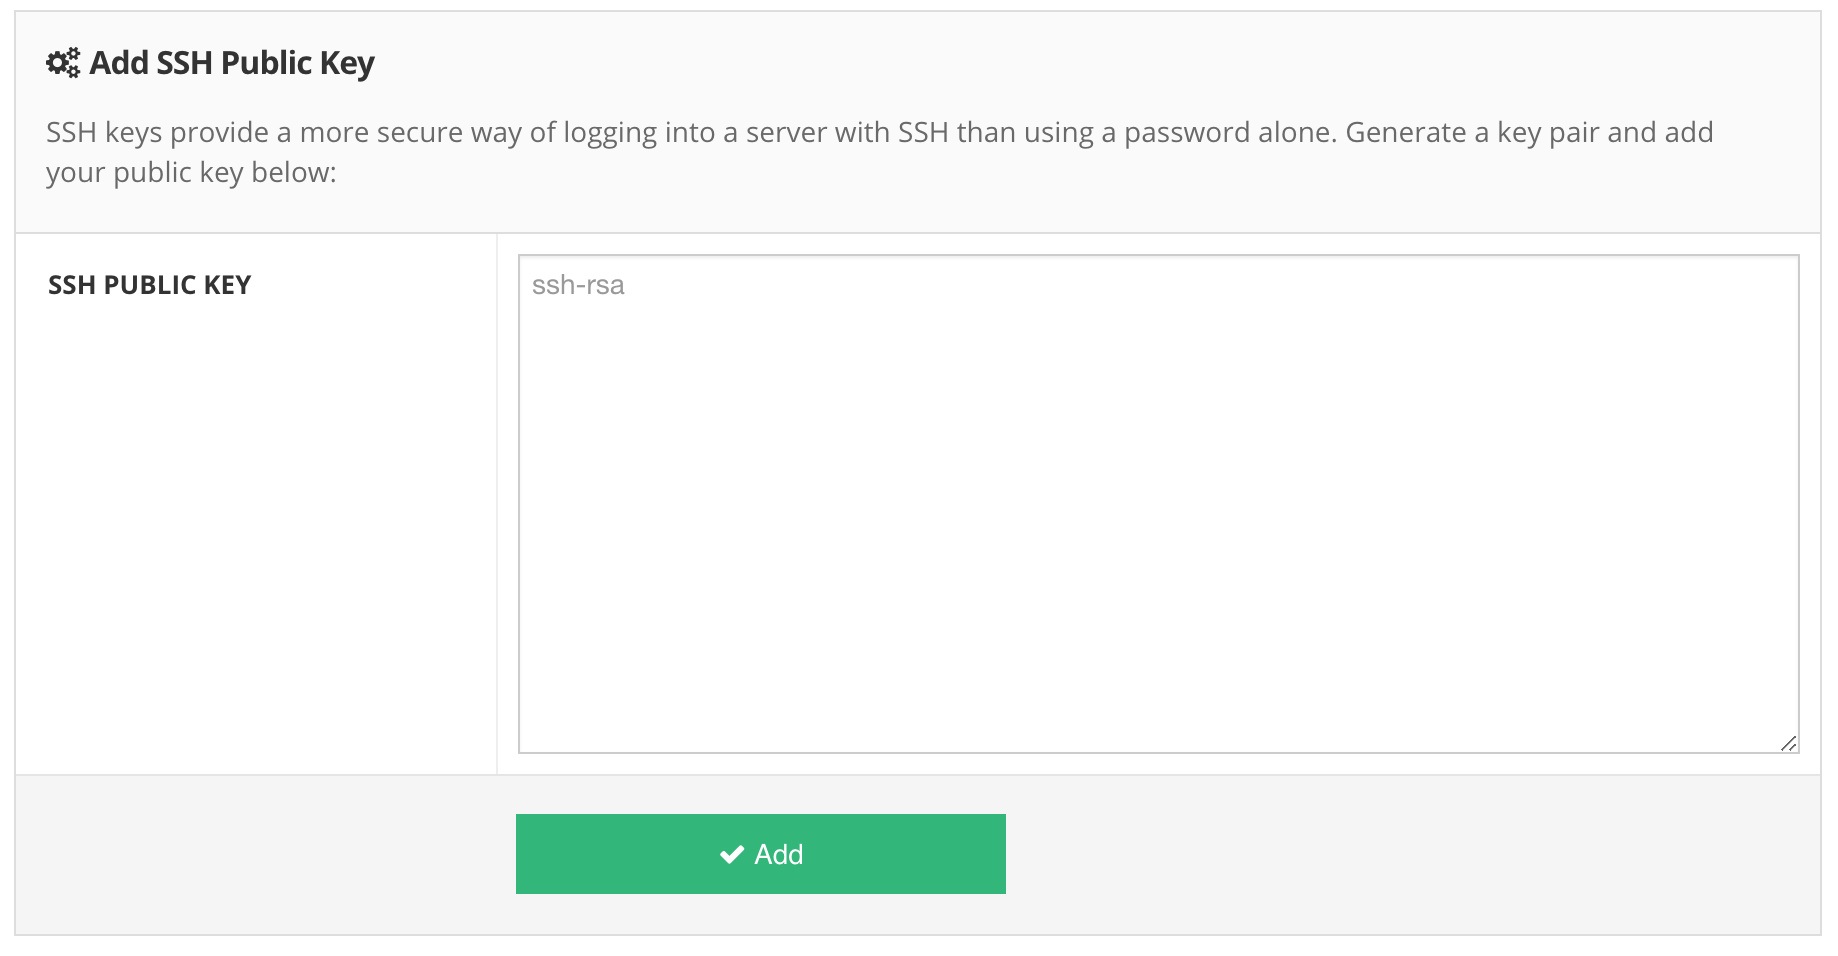 Add SSH Public Key
SSH keys provide a more secure way of logging into a server with SSH than using a password alone. Generate a key pair and add
your public key below:
SSH PUBLIC KEY
ssh-rsa
Add